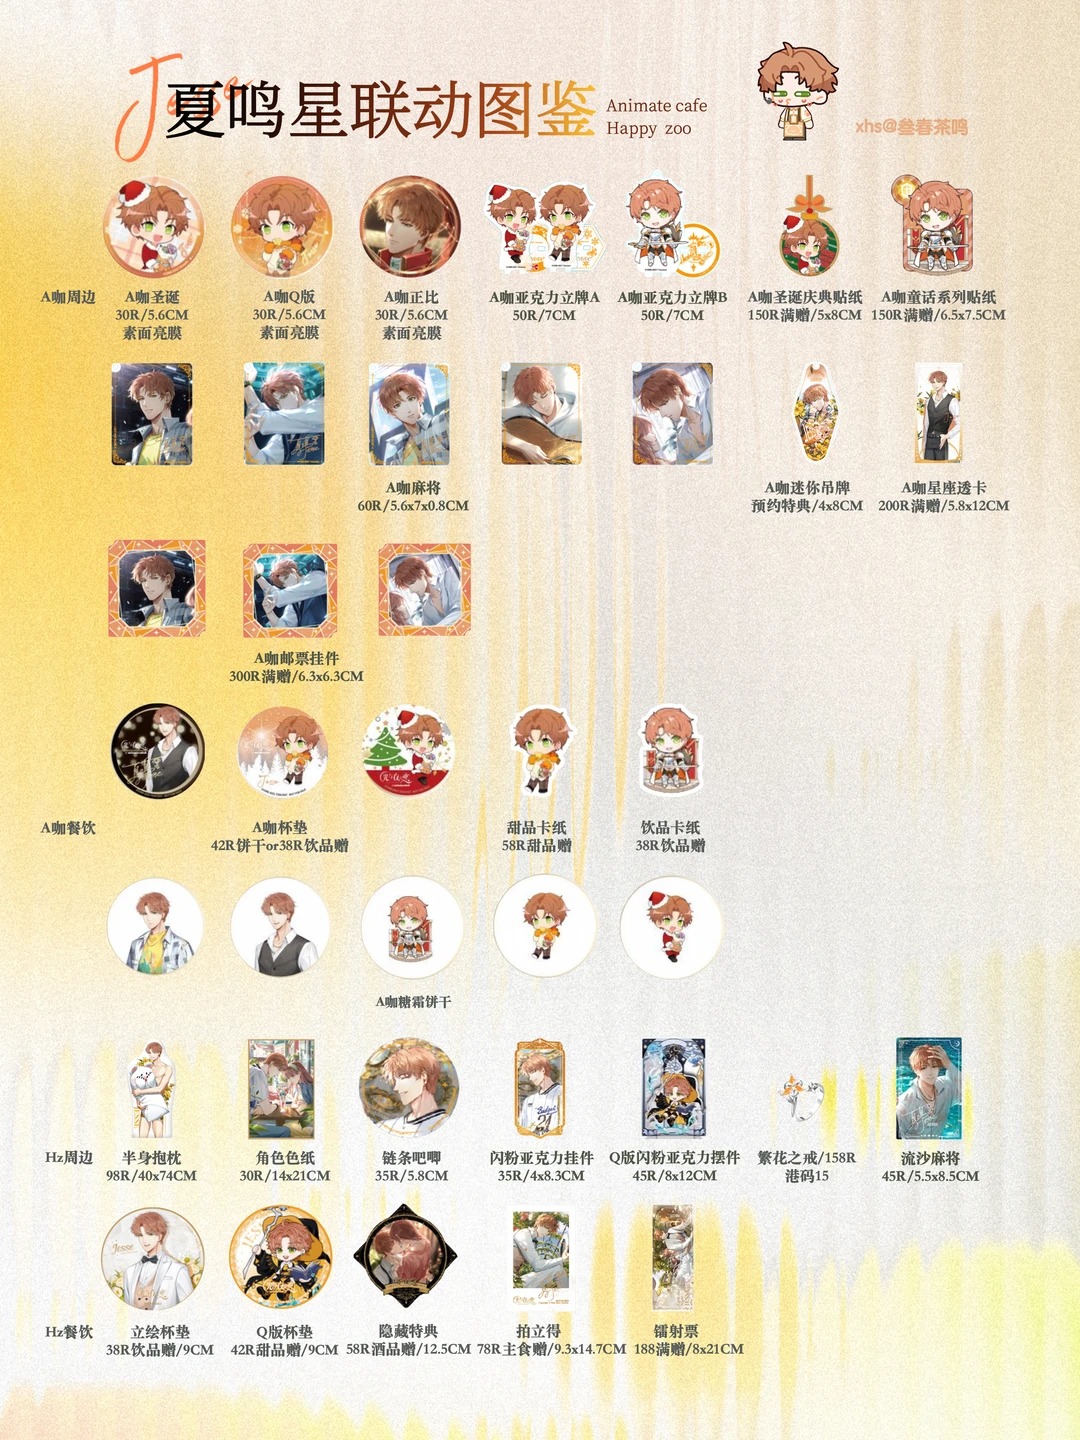 Jesse
夏鸣星联动图鉴
Animate cafe
Happy zoo
xhs@叁春茶鸣
A咖周边
A咖圣诞
30R/5.6CM
素面亮膜
A咖Q版
30R/5.6CM
素面亮膜
A咖正比
30R/5.6CM
素面亮膜
A咖亚克力立牌A
50R/7CM
A咖亚克力立牌B
50R/7CM
A咖圣诞庆典贴纸
150R满赠/5x8CM
A咖童话系列贴纸
150R满赠/6.5x7.5CM
A咖麻将
60R/5.6x7x0.8CM
A咖迷你吊牌
预约特典/4x8CM
A咖星座透卡
200R满赠/5.8x12CM
A咖邮票挂件
300R满赠/6.3x6.3CM
A咖餐饮
A咖杯垫
42R饼干or38R饮品赠
甜品卡纸
58R甜品赠
饮品卡纸
38R饮品赠
A咖糖霜饼干
Hz周边
半身抱枕
98R/40x74CM
角色色纸
30R/14x21CM
链条吧唧
35R/5.8CM
闪粉亚克力挂件
35R/4x8.3CM
Q版闪粉亚克力摆件
45R/8x12CM
繁花之戒/158R
港码15
流沙麻将
45R/5.5x8.5CM
Hz餐饮
立绘杯垫
38R饮品赠/9CM
Q版杯垫
42R甜品赠/9CM
隐藏特典
58R酒品赠/12.5CM
拍立得
78R主食赠/9.3x14.7CM
镭射票
188满赠/8x21CM